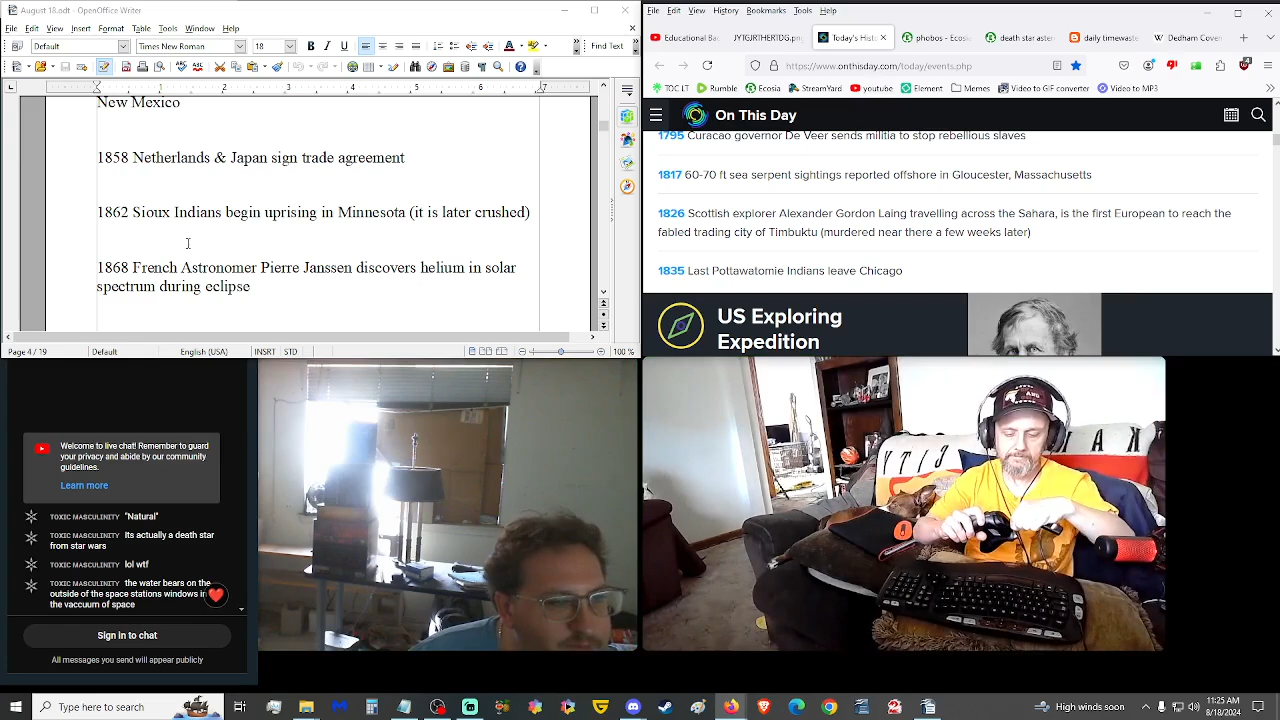 August 18.odt - OpenOffice Writer
File Edit View Insert Format Table Tools Window Help
Default Times New Roman 18 Find Text
New Mexico
1858 Netherlands & Japan sign trade agreement
1862 Sioux Indians begin uprising in Minnesota (it is later crushed)
1868 French Astronomer Pierre Janssen discovers helium in solar
spectrum during eclipse
Page 4 / 19 Default English (USA) INSRT STD 100 %
File Edit View History Bookmarks Tools Help
Educational Ba JYTGJRTHERTDG.png Today's Hist phobos - Ecosi death star aster daily timewaste Dedham Coven
https://www.onthisday.com/today/events.php
TOC LT Rumble Ecosia StreamYard youtube Element Memes Video to GIF converter Video to MP3
On This Day
1795 Curacao governor De Veer sends militia to stop rebellious slaves
1817 60-70 ft sea serpent sightings reported offshore in Gloucester, Massachusetts
1826 Scottish explorer Alexander Gordon Laing travelling across the Sahara, is the first European to reach the
fabled trading city of Timbuktu (murdered near there a few weeks later)
1835 Last Pottawatomie Indians leave Chicago
US Exploring
Expedition
Welcome to live chat! Remember to guard
your privacy and abide by our community
guidelines.
Learn more
TOXIC MASCULINITY "Natural"
TOXIC MASCULINITY Its actually a death star
from star wars
TOXIC MASCULINITY lol wtf
TOXIC MASCULINITY the water bears on the
outside of the space stations windows in
the vaccuum of space
Sign in to chat
All messages you send will appear publicly
Type here to search
High winds soon
11:25 AM
8/18/2024